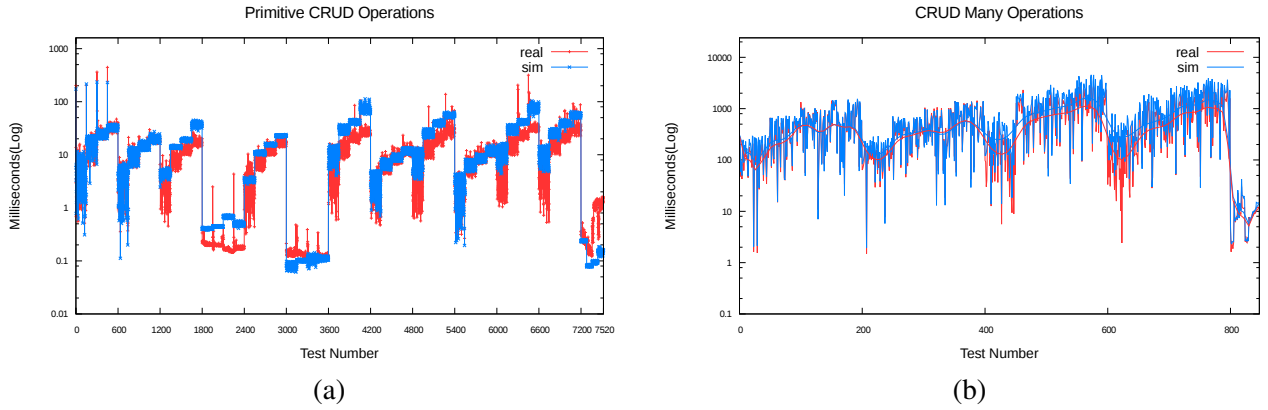 Primitive CRUD Operations
real
sim
Milliseconds(Log)
1000
100
10
1
0.1
0.01
0 600 1200 1800 2400 3000 3600 4200 4800 5400 6000 6600 7200 7520
Test Number
(a)
CRUD Many Operations
real
sim
Milliseconds(Log)
10000
1000
100
10
1
0.1
0 200 400 600 800
Test Number
(b)